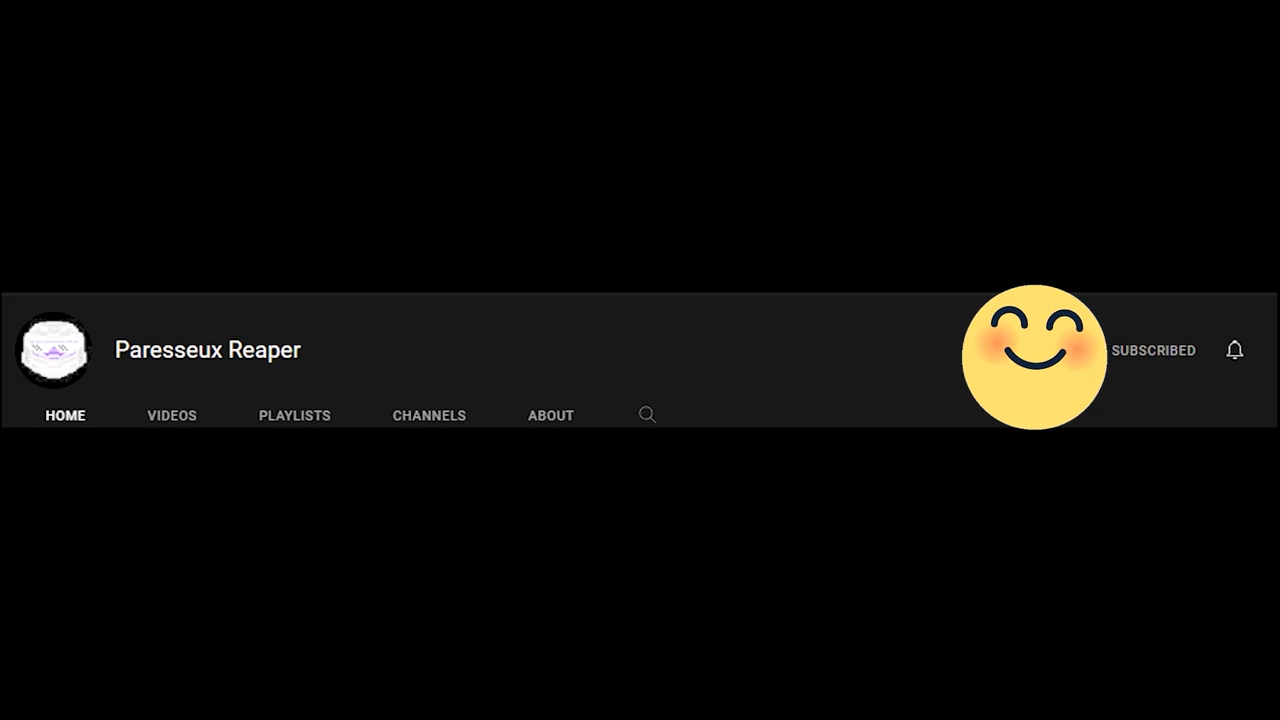 Paresseux Reaper
SUBSCRIBED
HOME VIDEOS PLAYLISTS CHANNELS ABOUT